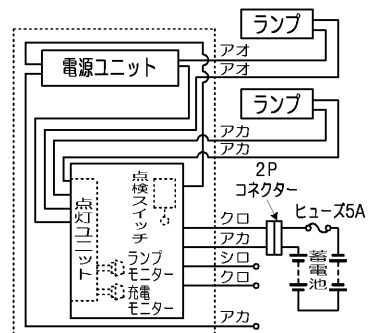 ランプ
アオ
電源ユニット
アオ
ランプ
アカ
アカ
点検スイッチ
2P
コネクター
点灯ユニット
クロ
ヒューズ5A
アカ
ランプ
モニター
シロ
蓄電池
充電
モニター
クロ
アカ